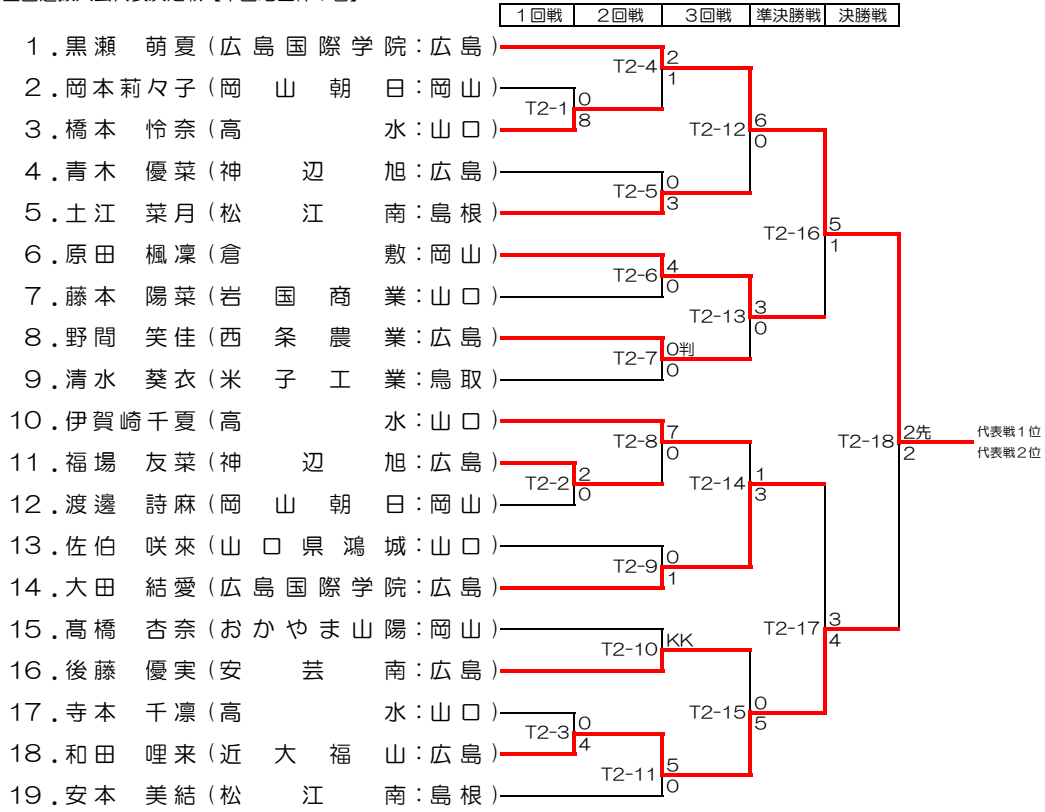 1回戦 2回戦 3回戦 準決勝戦 決勝戦
1.黒瀬 萌夏(広島国際学院:広島)
T2-4 2
1
2.岡本莉々子(岡山朝日:岡山)
T2-1 0
8
3.橋本 怜奈(高水:山口)
T2-12 6
0
4.青木 優菜(神辺旭:広島)
T2-5 0
3
5.土江 菜月(松江南:島根)
T2-16 5
1
6.原田 楓凜(倉敷:岡山)
T2-6 4
0
7.藤本 陽菜(岩国商業:山口)
T2-13 3
0
8.野間 笑佳(西条農業:広島)
T2-7 0判
0
9.清水 葵衣(米子工業:鳥取)
10.伊賀崎千夏(高水:山口)
T2-8 7
0
T2-18 2先
2
代表戦1位
代表戦2位
11.福場 友菜(神辺旭:広島)
T2-2 2
0
T2-14 1
3
12.渡邊 詩麻(岡山朝日:岡山)
13.佐伯 咲來(山口県鴻城:山口)
T2-9 0
1
14.大田 結愛(広島国際学院:広島)
15.髙橋 杏奈(おかやま山陽:岡山)
T2-10 KK
T2-17 3
4
16.後藤 優実(安芸南:広島)
17.寺本 千凛(高水:山口)
T2-3 0
4
T2-15 0
5
18.和田 哩来(近大福山:広島)
T2-11 5
0
19.安本 美結(松江南:島根)